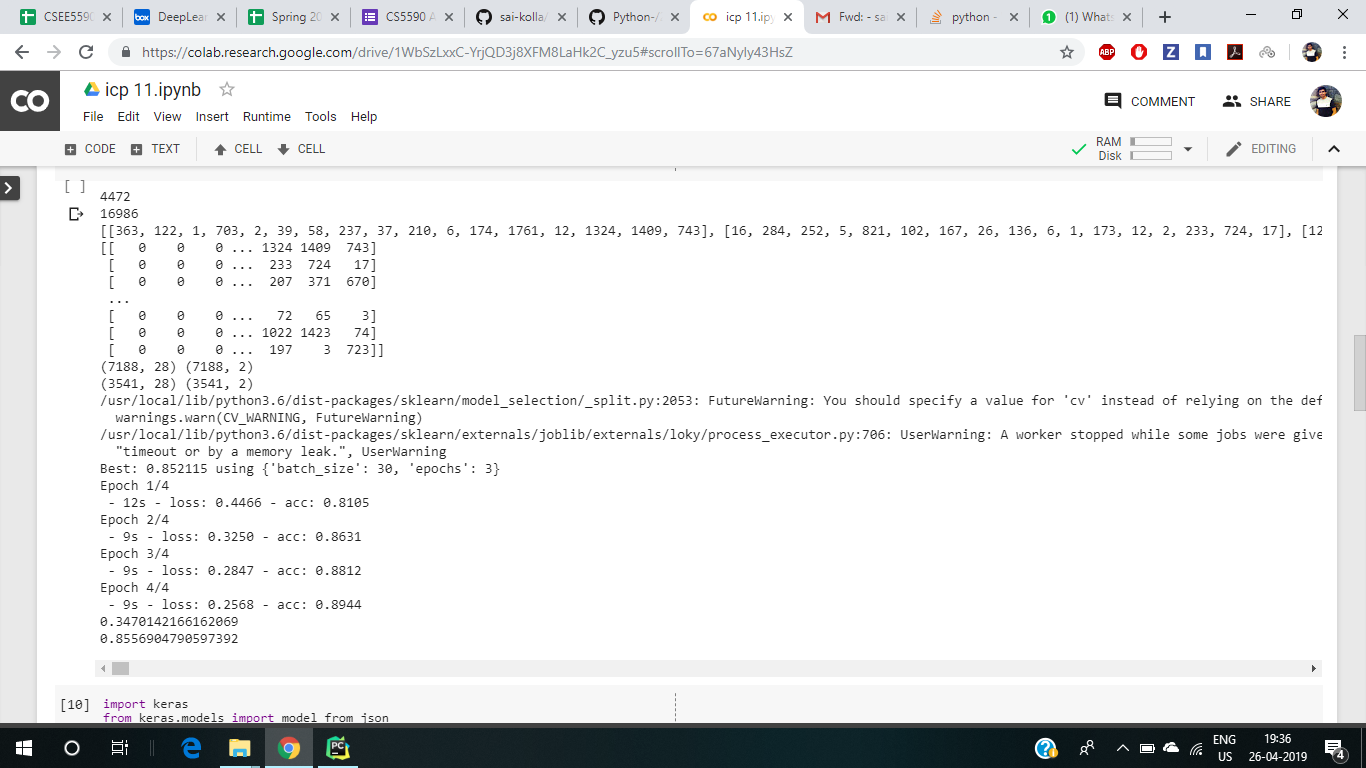 CSEE5590
DeepLear
Spring 20
CS5590 A
sai-kolla/
Python-/
icp 11.ipy
Fwd: - sa
python -
(1) Whats
https://colab.research.google.com/drive/1WbSzLxxC-YrjQD3j8XFM8LaHk2C_yzu5#scrollTo=67aNyIy43HsZ
ABP
Z
CO
icp 11.ipynb
COMMENT
SHARE
File Edit View Insert Runtime Tools Help
CODE TEXT CELL CELL
RAM
Disk
EDITING
[ ]
4472
16986
[[363, 122, 1, 703, 2, 39, 58, 237, 37, 210, 6, 174, 1761, 12, 1324, 1409, 743], [16, 284, 252, 5, 821, 102, 167, 26, 136, 6, 1, 173, 12, 2, 233, 724, 17], [12
[[ 0 0 0 ... 1324 1409 743]
[ 0 0 0 ... 233 724 17]
[ 0 0 0 ... 207 371 670]
...
[ 0 0 0 ... 72 65 3]
[ 0 0 0 ... 1022 1423 74]
[ 0 0 0 ... 197 3 723]]
(7188, 28) (7188, 2)
(3541, 28) (3541, 2)
/usr/local/lib/python3.6/dist-packages/sklearn/model_selection/_split.py:2053: FutureWarning: You should specify a value for 'cv' instead of relying on the def
warnings.warn(CV_WARNING, FutureWarning)
/usr/local/lib/python3.6/dist-packages/sklearn/externals/joblib/externals/loky/process_executor.py:706: UserWarning: A worker stopped while some jobs were give
"timeout or by a memory leak.", UserWarning
Best: 0.852115 using {'batch_size': 30, 'epochs': 3}
Epoch 1/4
- 12s - loss: 0.4466 - acc: 0.8105
Epoch 2/4
- 9s - loss: 0.3250 - acc: 0.8631
Epoch 3/4
- 9s - loss: 0.2847 - acc: 0.8812
Epoch 4/4
- 9s - loss: 0.2568 - acc: 0.8944
0.3470142166162069
0.8556904790597392
[10] import keras
from keras.models import model_from_json
PC
ENG
US
19:36
26-04-2019
4